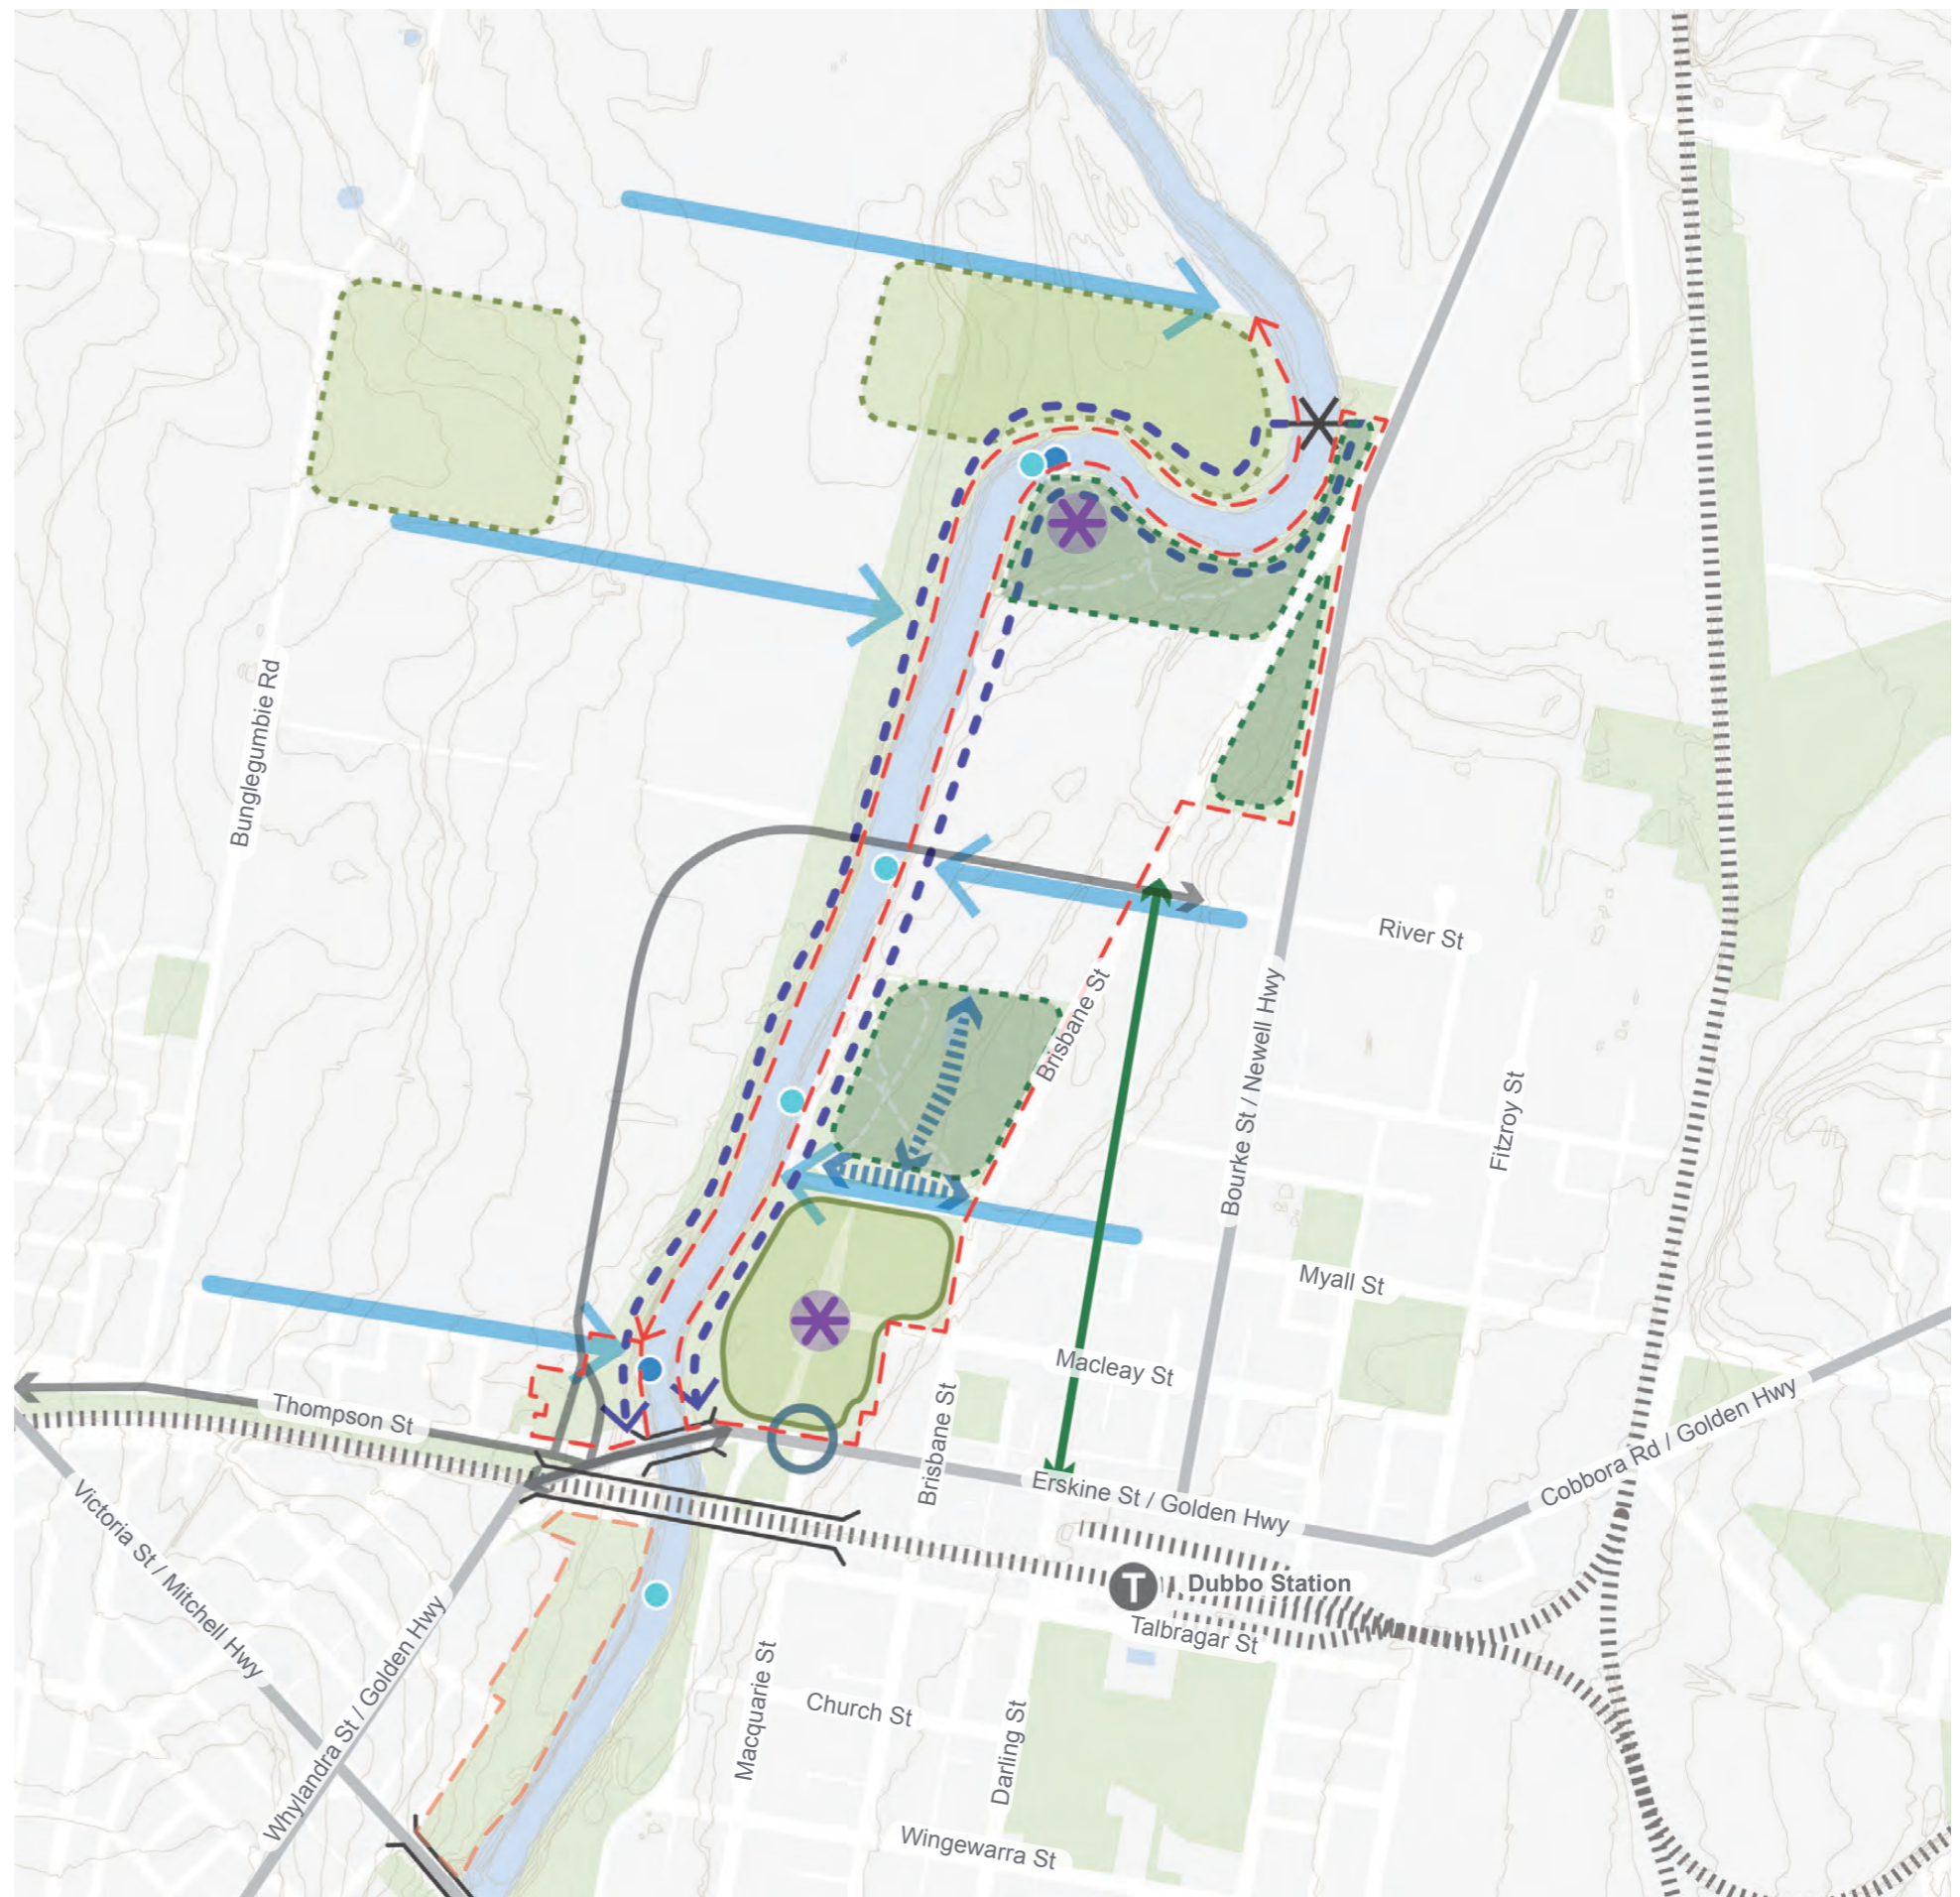 Bunglegumbie Rd
River St
Brisbane St
Bourke St / Newell Hwy
Fitzroy St
Myall St
Macleay St
Thompson St
Brisbane St
Cobbora Rd / Golden Hwy
Erskine St / Golden Hwy
Victoria St / Mitchell Hwy
T
Dubbo Station
Talbragar St
Whylandra St / Golden Hwy
Macquarie St
Church St
Darling St
Wingewarra St